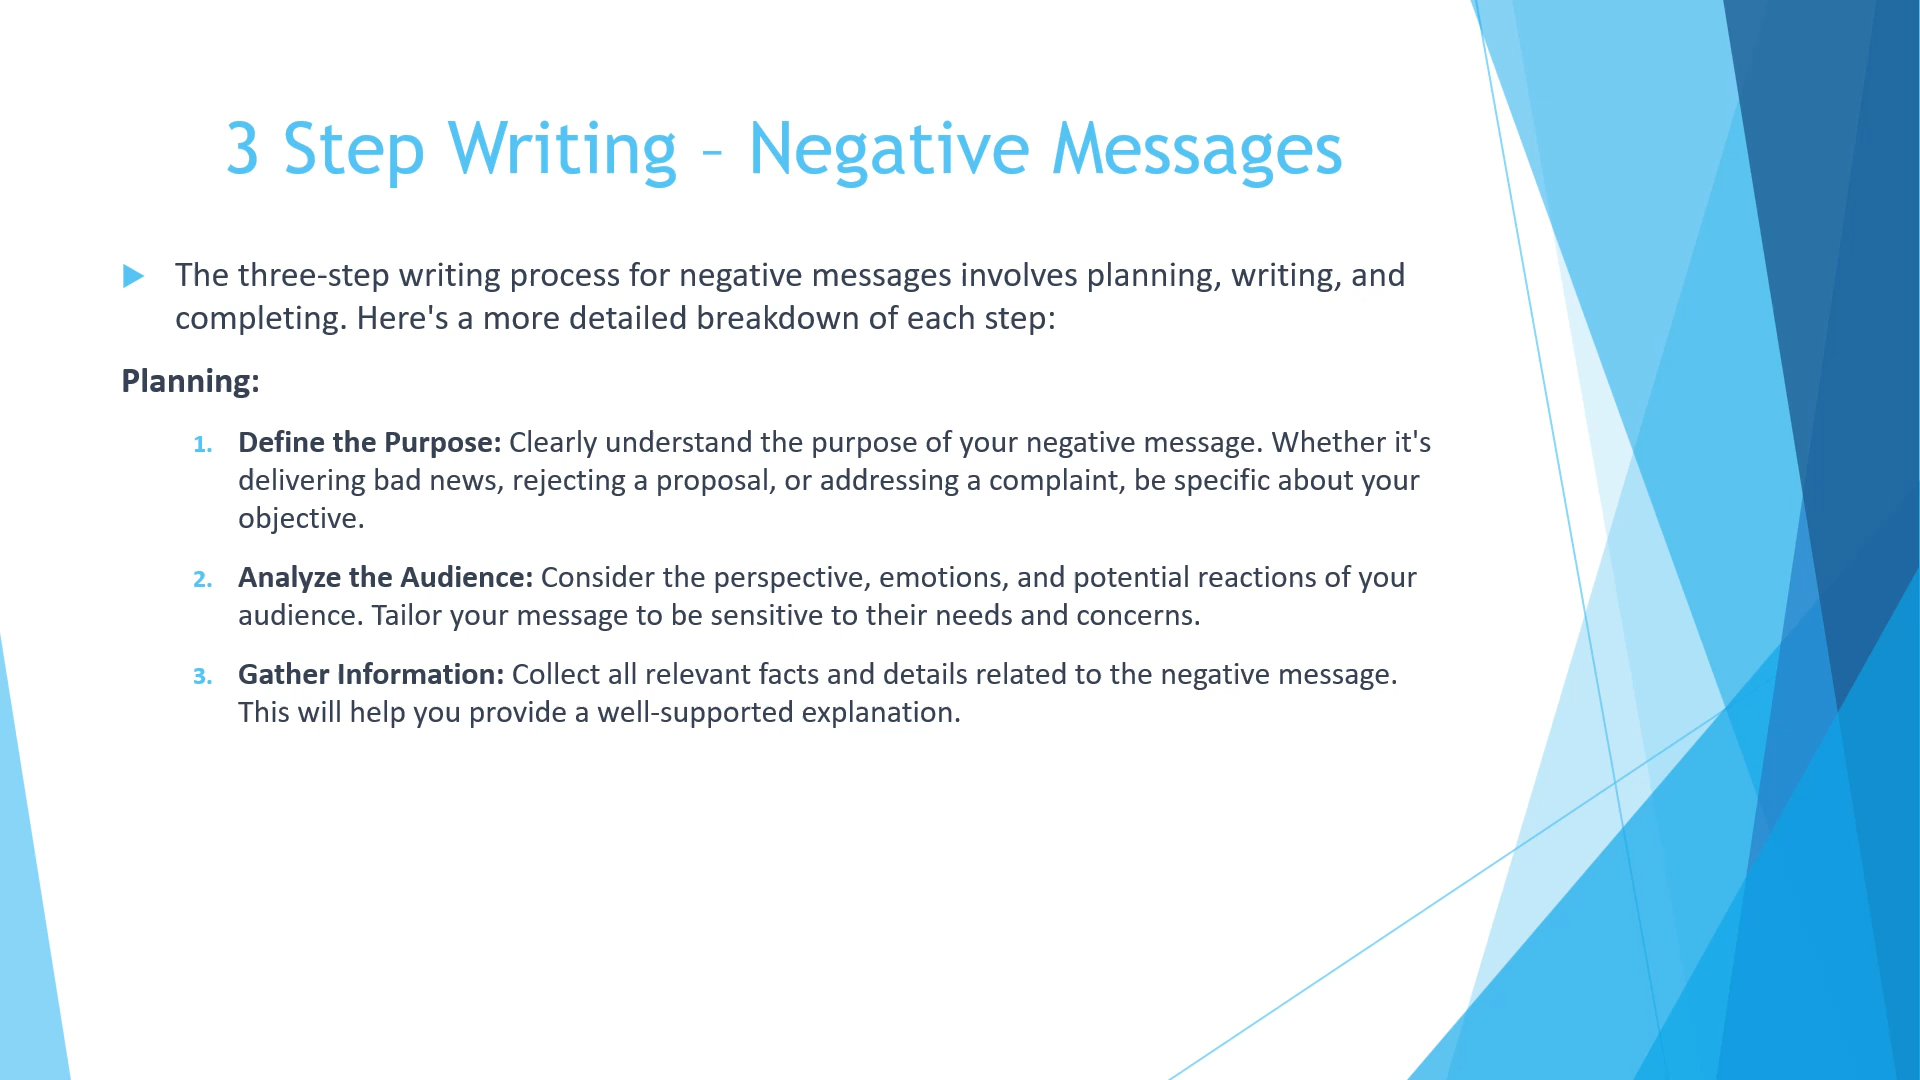 3 Step Writing – Negative Messages
The three-step writing process for negative messages involves planning, writing, and
completing. Here's a more detailed breakdown of each step:
Planning:
1. Define the Purpose: Clearly understand the purpose of your negative message. Whether it's
delivering bad news, rejecting a proposal, or addressing a complaint, be specific about your
objective.
2. Analyze the Audience: Consider the perspective, emotions, and potential reactions of your
audience. Tailor your message to be sensitive to their needs and concerns.
3. Gather Information: Collect all relevant facts and details related to the negative message.
This will help you provide a well-supported explanation.